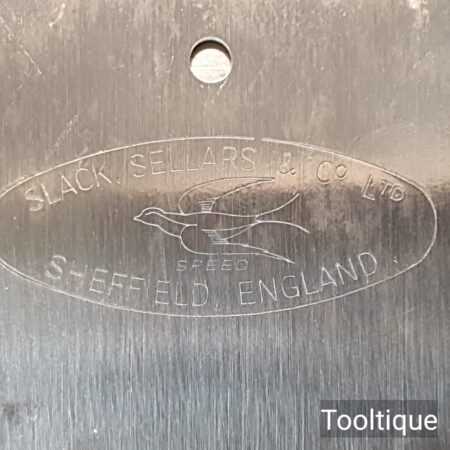 SLACK, SELLARS & CO LTD
SPEED
SHEFFIELD, ENGLAND
Tooltique